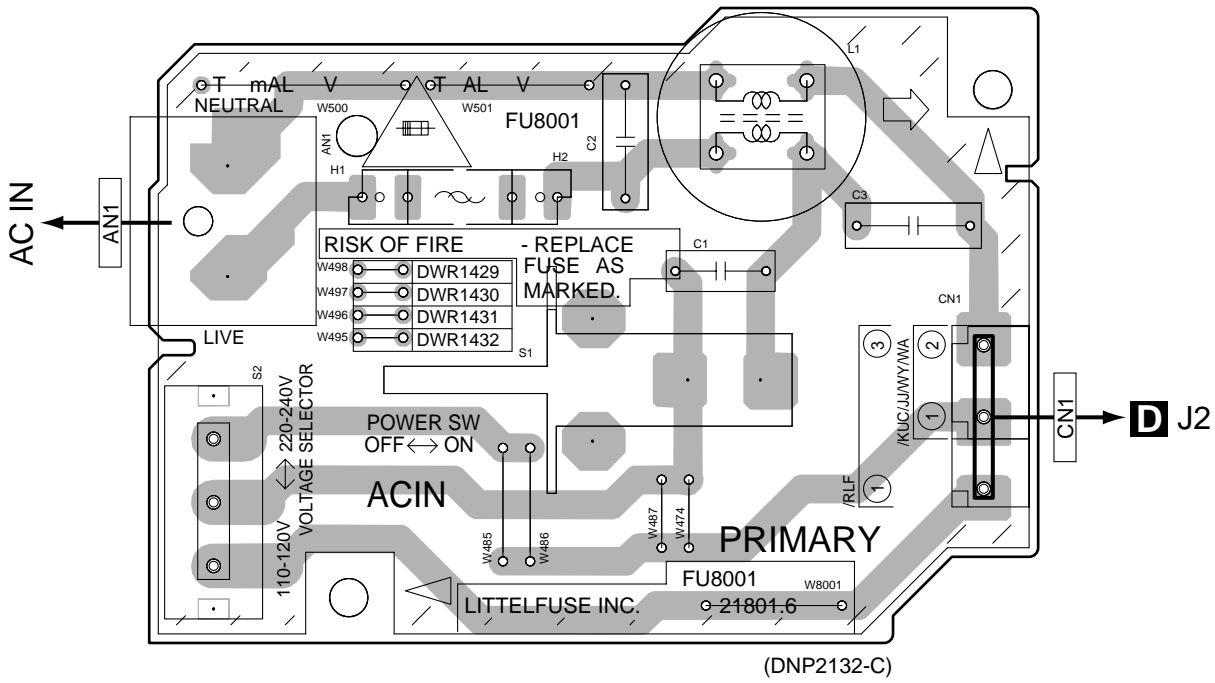 L1
T mAL V T AL V
NEUTRAL
W500
W501
FU8001
AN1
C2
H1
H2
C3
AC IN
AN1
RISK OF FIRE - REPLACE
FUSE AS
MARKED.
C1
W498 DWR1429
W497 DWR1430
W496 DWR1431
W495 DWR1432
CN1
LIVE
S1
S2
3
2
/KUC/JJ/WY/WA
1
/RLF
1
CN1
D J2
110-120V ↔ 220-240V
VOLTAGE SELECTOR
POWER SW
OFF ↔ ON
ACIN
W485
W486
W487
W474
PRIMARY
FU8001
W8001
LITTELFUSE INC. 21801.6
(DNP2132-C)